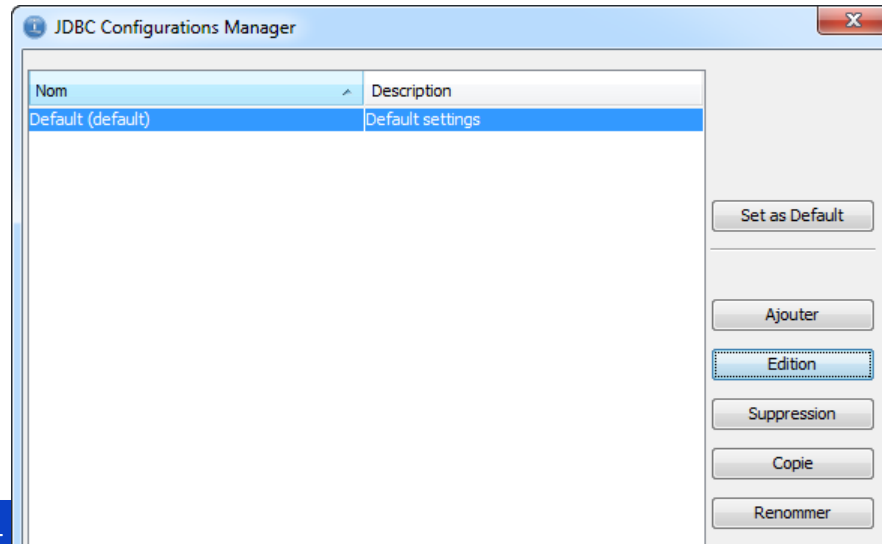 JDBC Configurations Manager
Nom Description
Default (default) Default settings
Set as Default
Ajouter
Edition
Suppression
Copie
Renommer